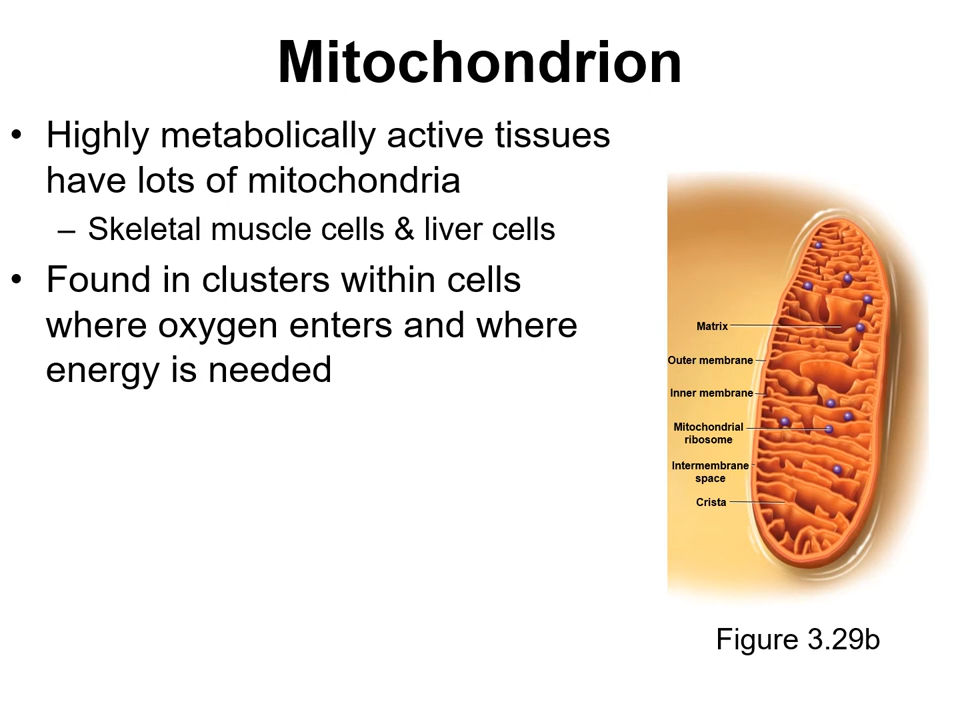 Mitochondrion
• Highly metabolically active tissues
have lots of mitochondria
– Skeletal muscle cells & liver cells
• Found in clusters within cells
where oxygen enters and where
energy is needed
Matrix
Outer membrane
Inner membrane
Mitochondrial
ribosome
Intermembrane
space
Crista
Figure 3.29b